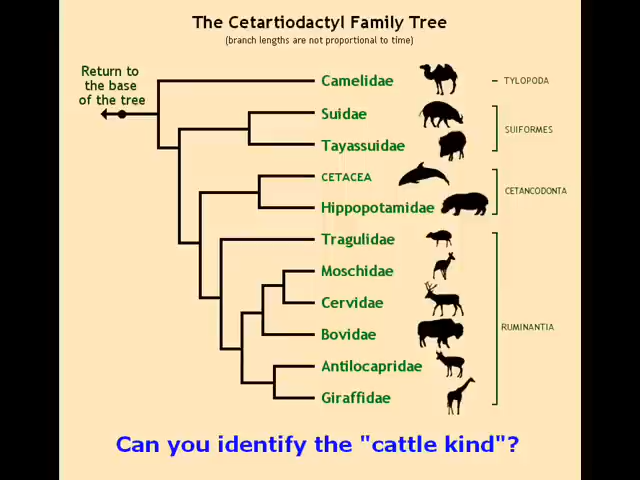 The Cetartiodactyl Family Tree
(branch lengths are not proportional to time)
Return to
the base
of the tree
Camelidae
TYLOPODA
Suidae
SUIFORMES
Tayassuidae
CETACEA
CETANCODONTA
Hippopotamidae
Tragulidae
Moschidae
Cervidae
RUMINANTIA
Bovidae
Antilocapridae
Giraffidae
Can you identify the "cattle kind"?